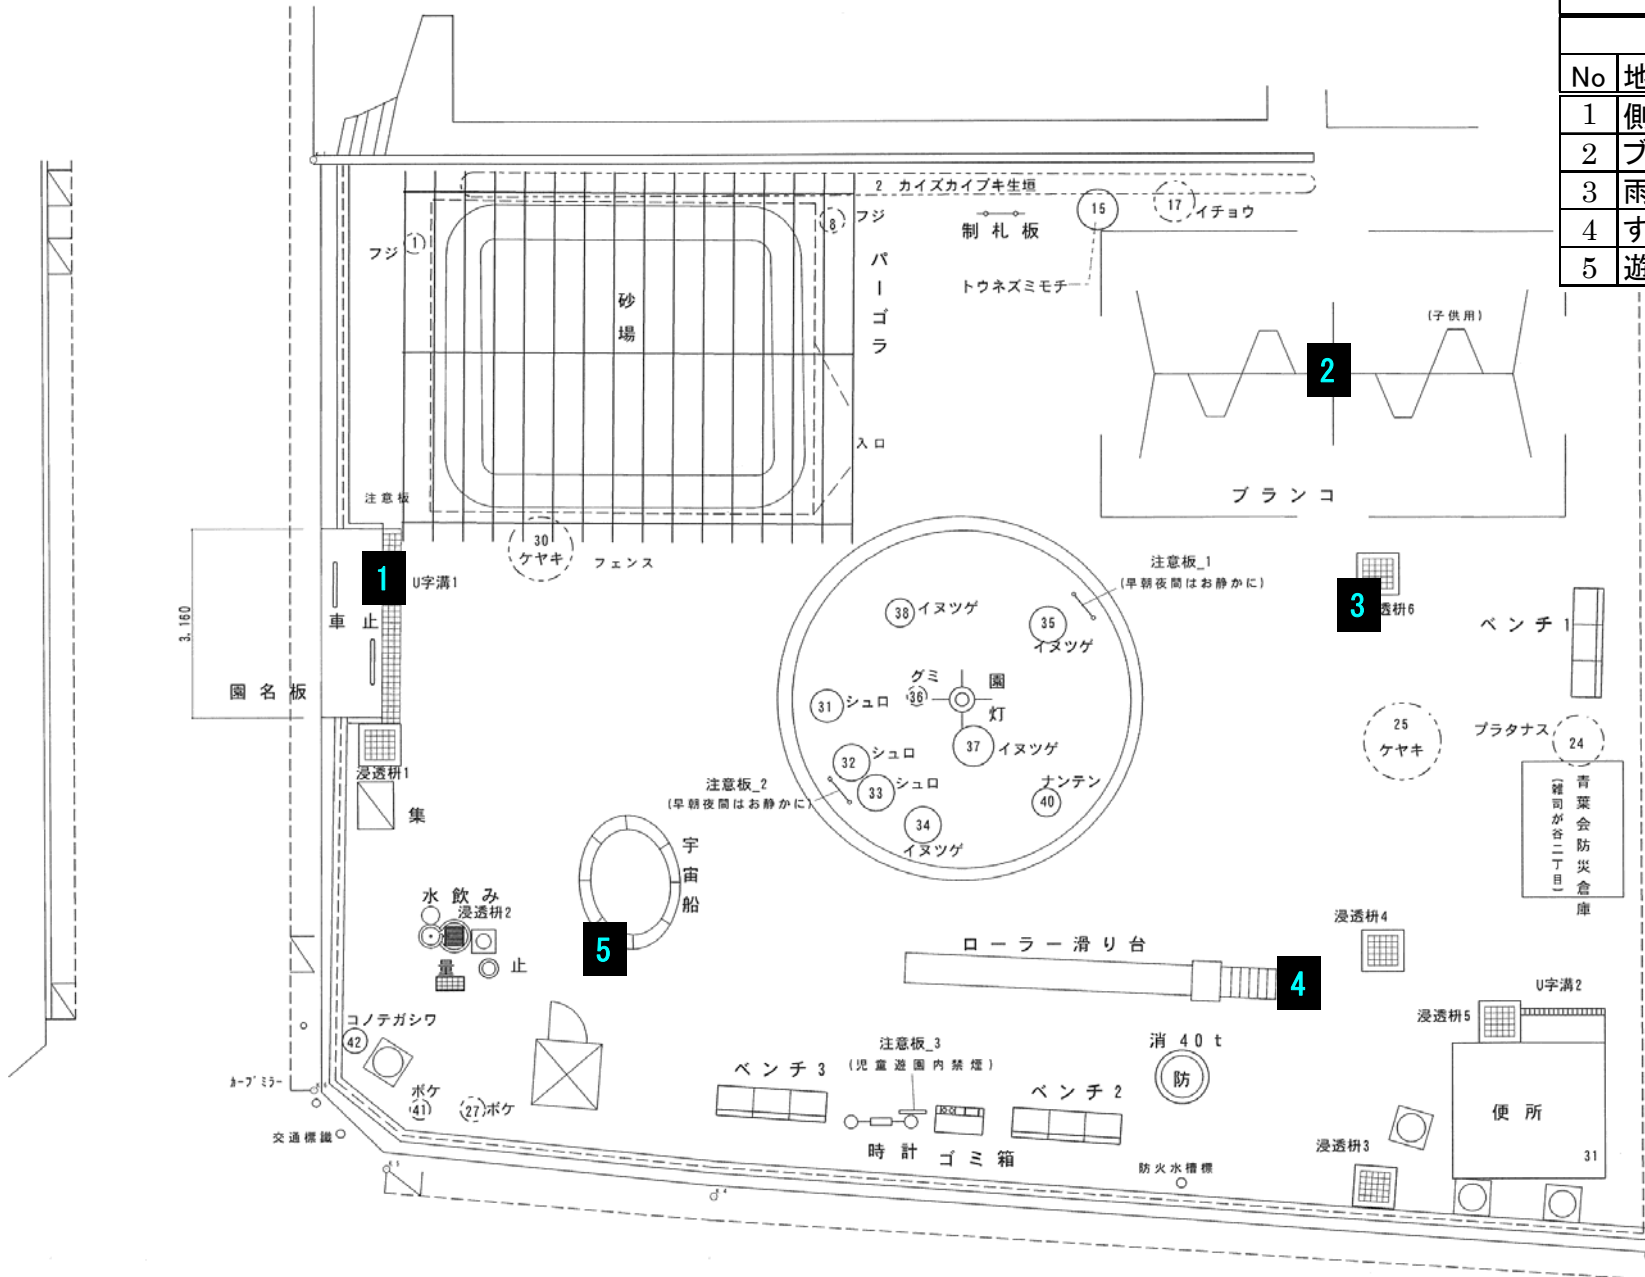 No 地
1 側
2 ブ
3 雨
4 す
5 遊
2 カイズカイブキ生垣
15
17 イチョウ
8 フジ
フジ 1
制札板
パーゴラ
トウネズミモチ
砂場
(子供用)
2
入口
ブランコ
注意板
30
ケヤキ
フェンス
注意板_1
(早朝夜間はお静かに)
1
U字溝1
3
透枡6
38 イヌツゲ
35
イヌツゲ
ベンチ1
車止
3.160
グミ
36
園灯
園名板
31 シュロ
25
ケヤキ
プラタナス
24
37 イヌツゲ
32 シュロ
浸透枡1
注意板_2
(早朝夜間はお静かに)
33 シュロ
ナンテン
40
集
34
イヌツゲ
青葉会防災倉庫
(雑司が谷二丁目)
宇宙船
水飲み
浸透枡2
浸透枡4
5
ローラー滑り台
量
止
4
U字溝2
浸透枡5
コノテガシワ
42
注意板_3
(児童遊園内禁煙)
消 40t
防
ベンチ3
カーブミラー
ボケ
41
27 ボケ
ベンチ2
便所
交通標識
時計
ゴミ箱
浸透枡3
31
防火水槽標